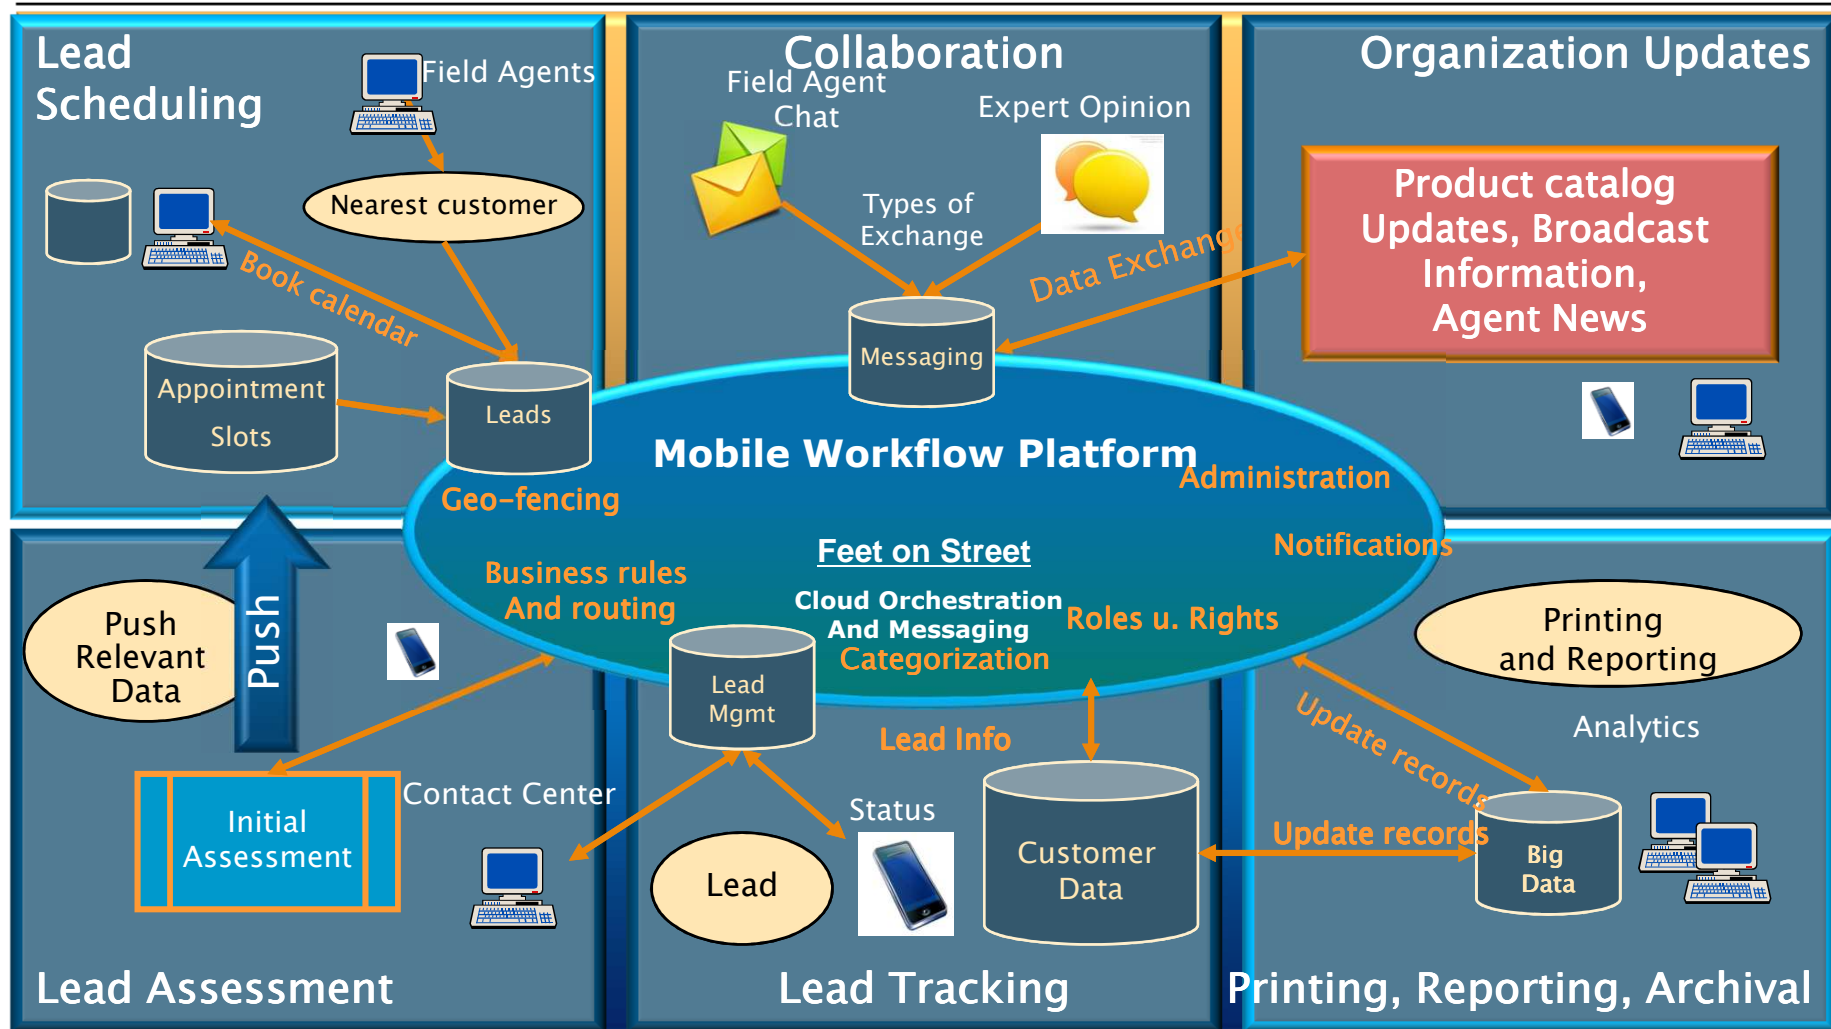 Lead
Scheduling
Field Agents
Nearest customer
Book calendar
Appointment
Slots
Leads
Collaboration
Field Agent
Chat
Expert Opinion
Types of
Exchange
Data Exchange
Messaging
Organization Updates
Product catalog
Updates, Broadcast
Information,
Agent News
Mobile Workflow Platform
Administration
Geo-fencing
Notifications
Feet on Street
Business rules
And routing
Cloud Orchestration
And Messaging
Roles u. Rights
Categorization
Push
Relevant
Data
Push
Initial
Assessment
Contact Center
Lead Assessment
Lead
Mgmt
Lead Info
Status
Lead
Customer
Data
Lead Tracking
Printing
and Reporting
Analytics
Update records
Update records
Big
Data
Printing, Reporting, Archival